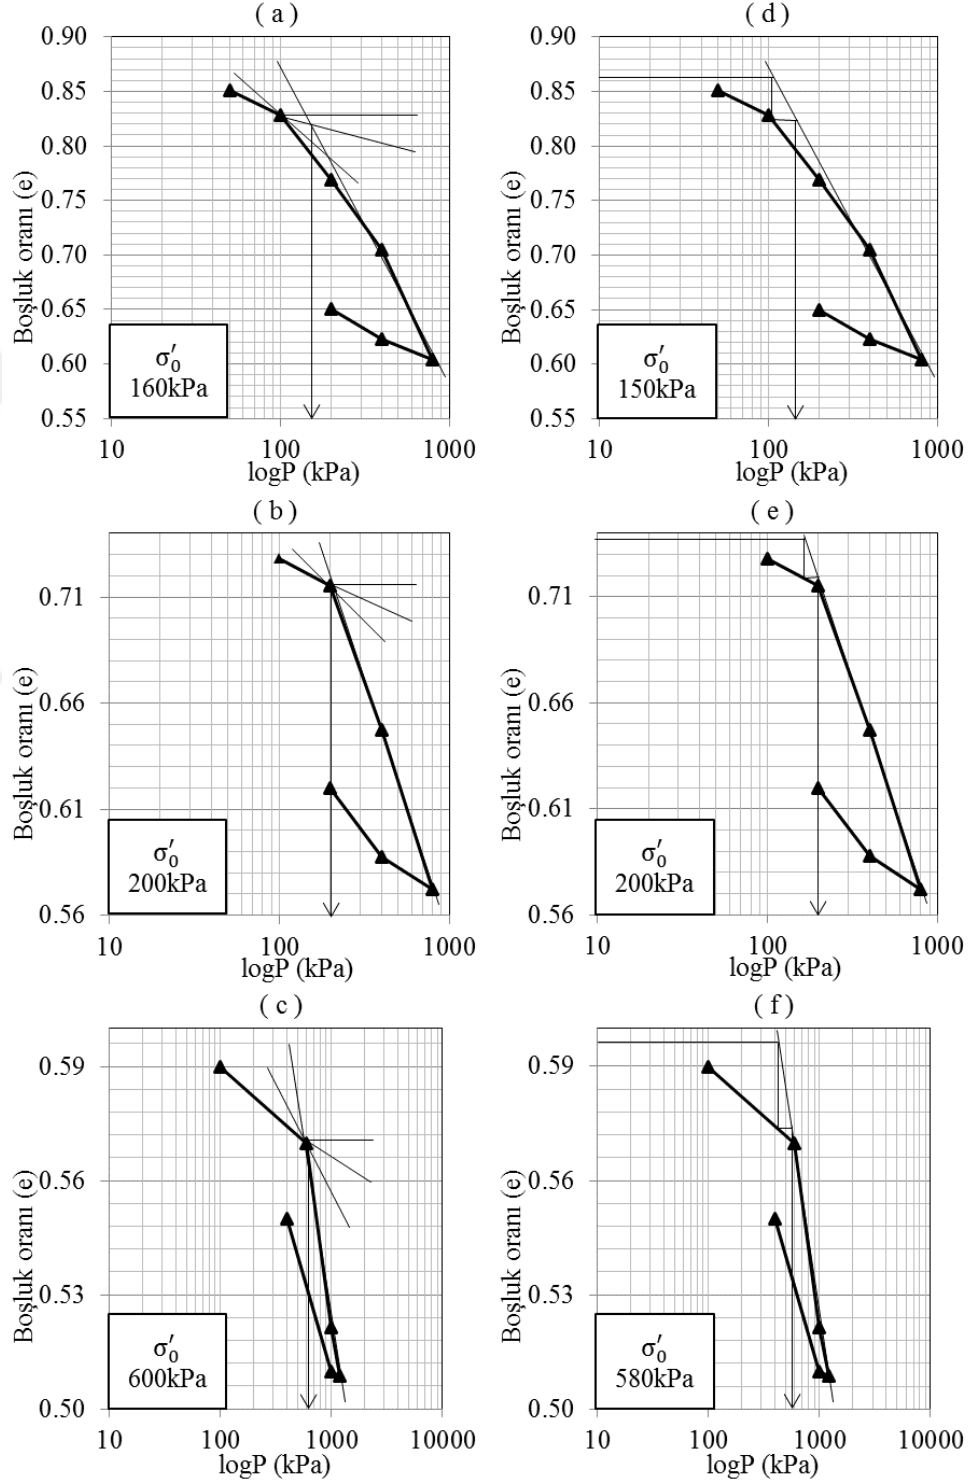 ( a )
0.90
0.85
0.80
0.75
0.70
0.65
0.60
0.55
Boşluk oranı (e)
σ′0
160kPa
10 100 1000
logP (kPa)
( d )
0.90
0.85
0.80
0.75
0.70
0.65
0.60
0.55
Boşluk oranı (e)
σ′0
150kPa
10 100 1000
logP (kPa)
( b )
0.71
0.66
0.61
0.56
Boşluk oranı (e)
σ′0
200kPa
10 100 1000
logP (kPa)
( e )
0.71
0.66
0.61
0.56
Boşluk oranı (e)
σ′0
200kPa
10 100 1000
logP (kPa)
( c )
0.59
0.56
0.53
0.50
Boşluk oranı (e)
σ′0
600kPa
10 100 1000 10000
logP (kPa)
( f )
0.59
0.56
0.53
0.50
Boşluk oranı (e)
σ′0
580kPa
10 100 1000 10000
logP (kPa)